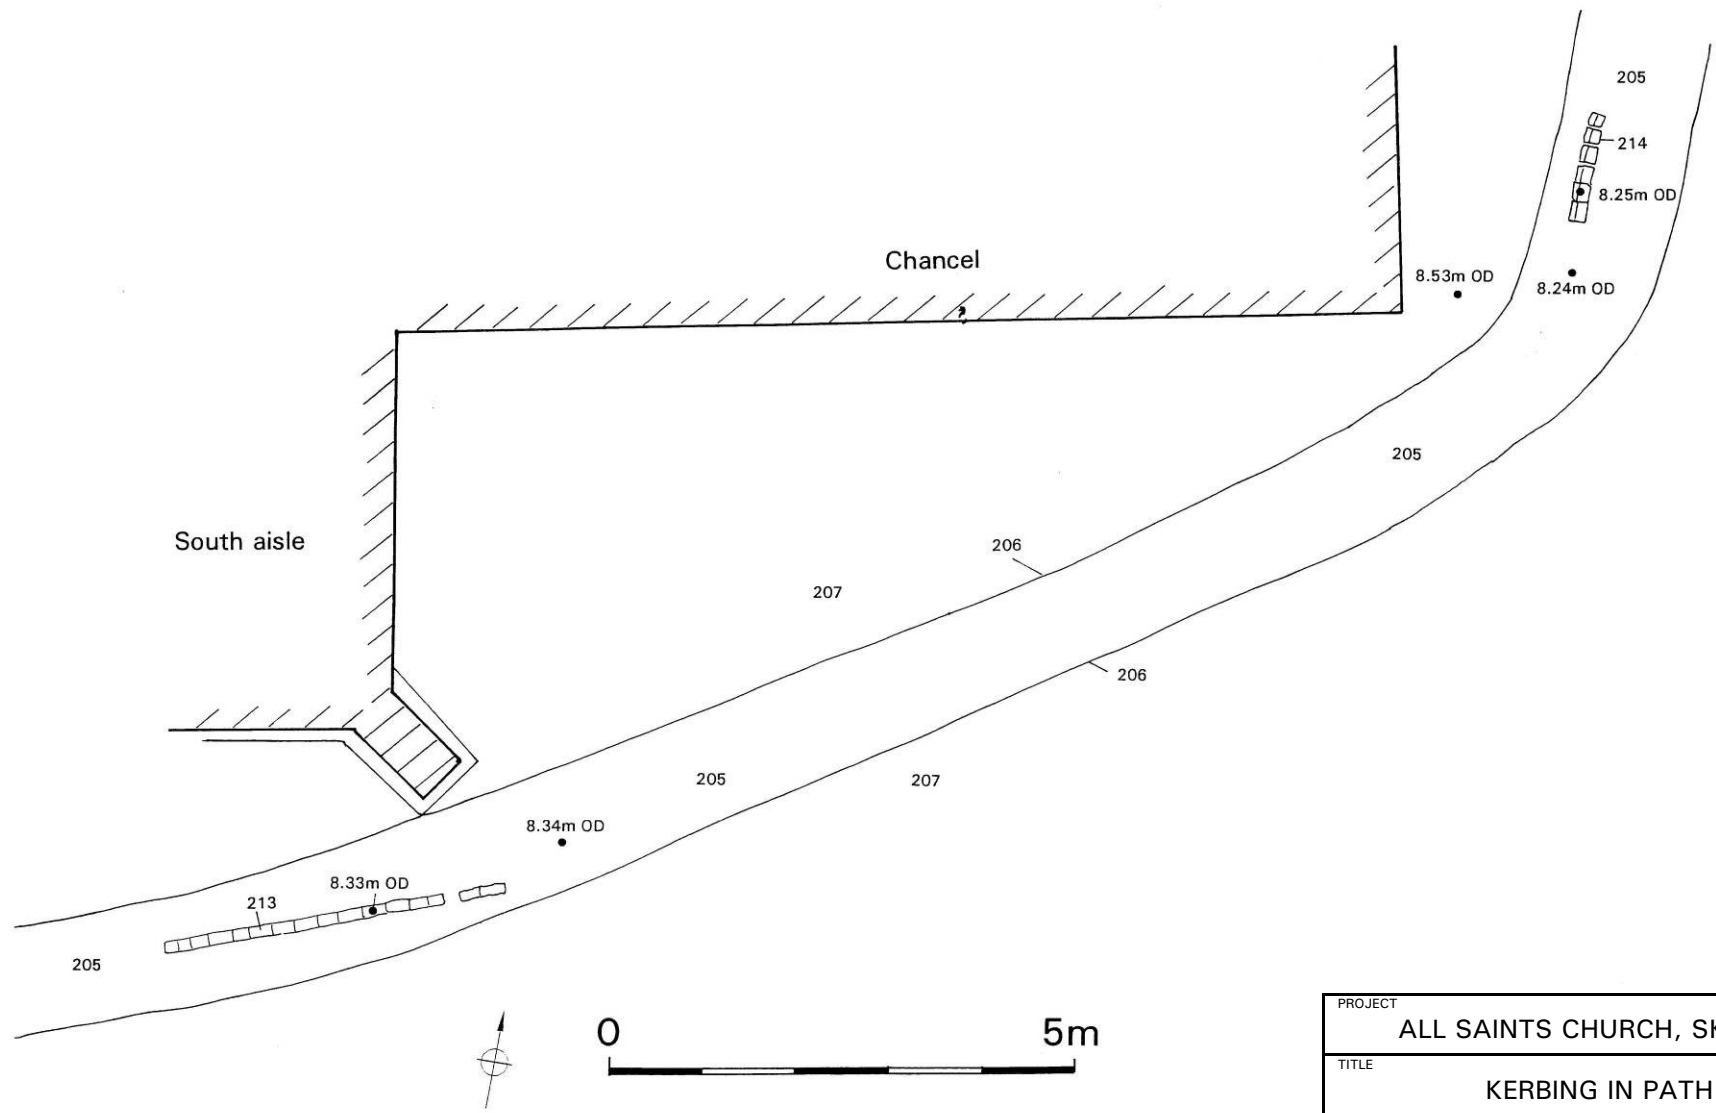 205
214
8.25m OD
Chancel
8.53m OD
8.24m OD
205
South aisle
206
207
206
205
207
8.34m OD
8.33m OD
213
205
0 5m
PROJECT
ALL SAINTS CHURCH,
TITLE
KERBING IN PATH